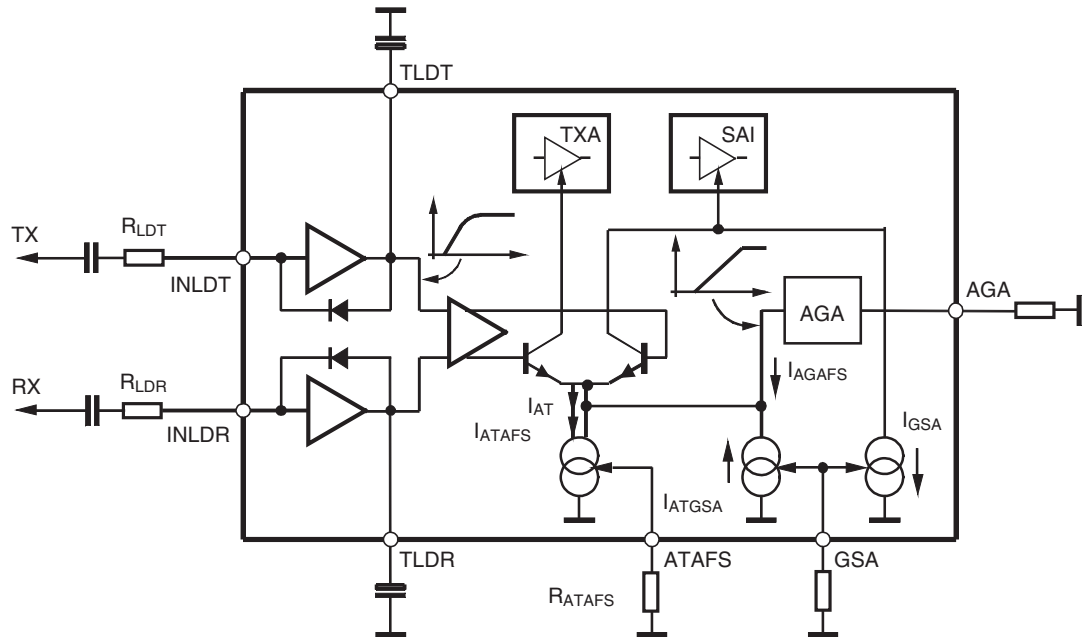 TLDT
TXA
SAI
TX
RLDT
INLDT
AGA
AGA
RX
RLDR
INLDR
IAT
IAGAFS
IATAFS
IGSA
IATGSA
TLDR
ATAFS
GSA
RATAFS